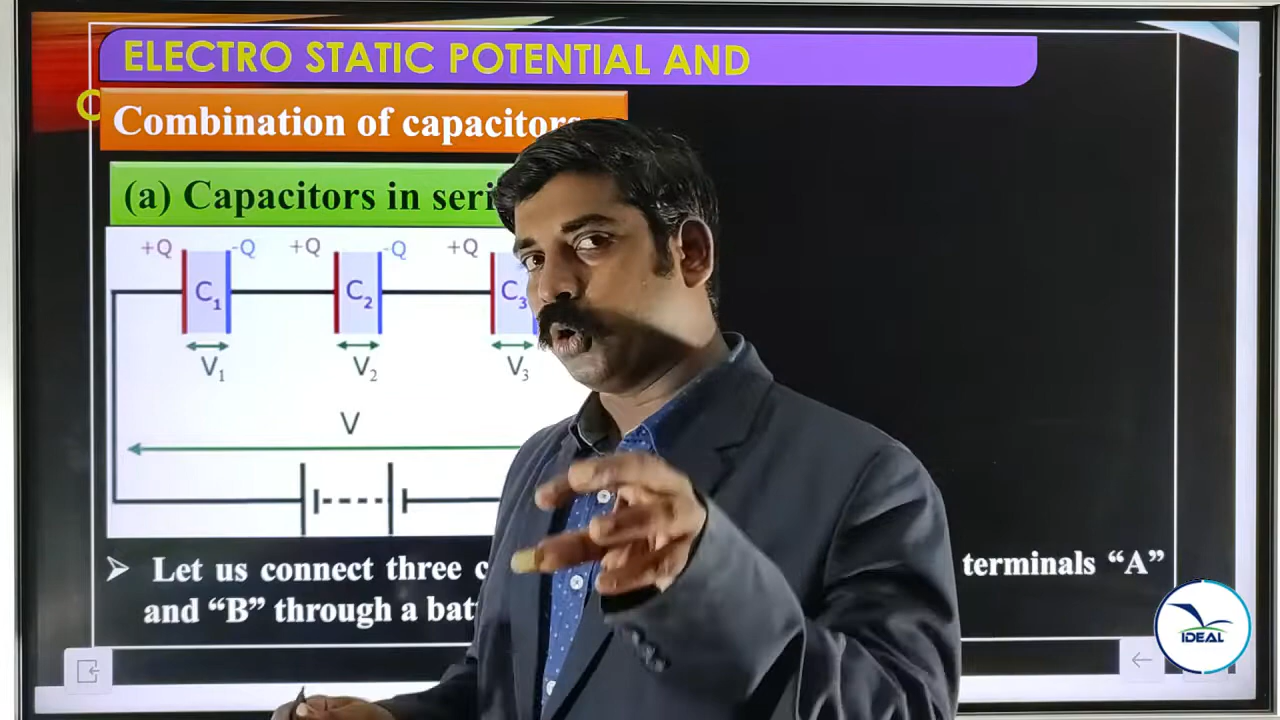 ELECTRO STATIC POTENTIAL AND
C
Combination of capacitors
(a) Capacitors in seri
+Q -Q +Q -Q +Q
C1 C2 C3
V1 V2 V3
V
➢ Let us connect three c terminals “A”
and “B” through a bat
IDEAL